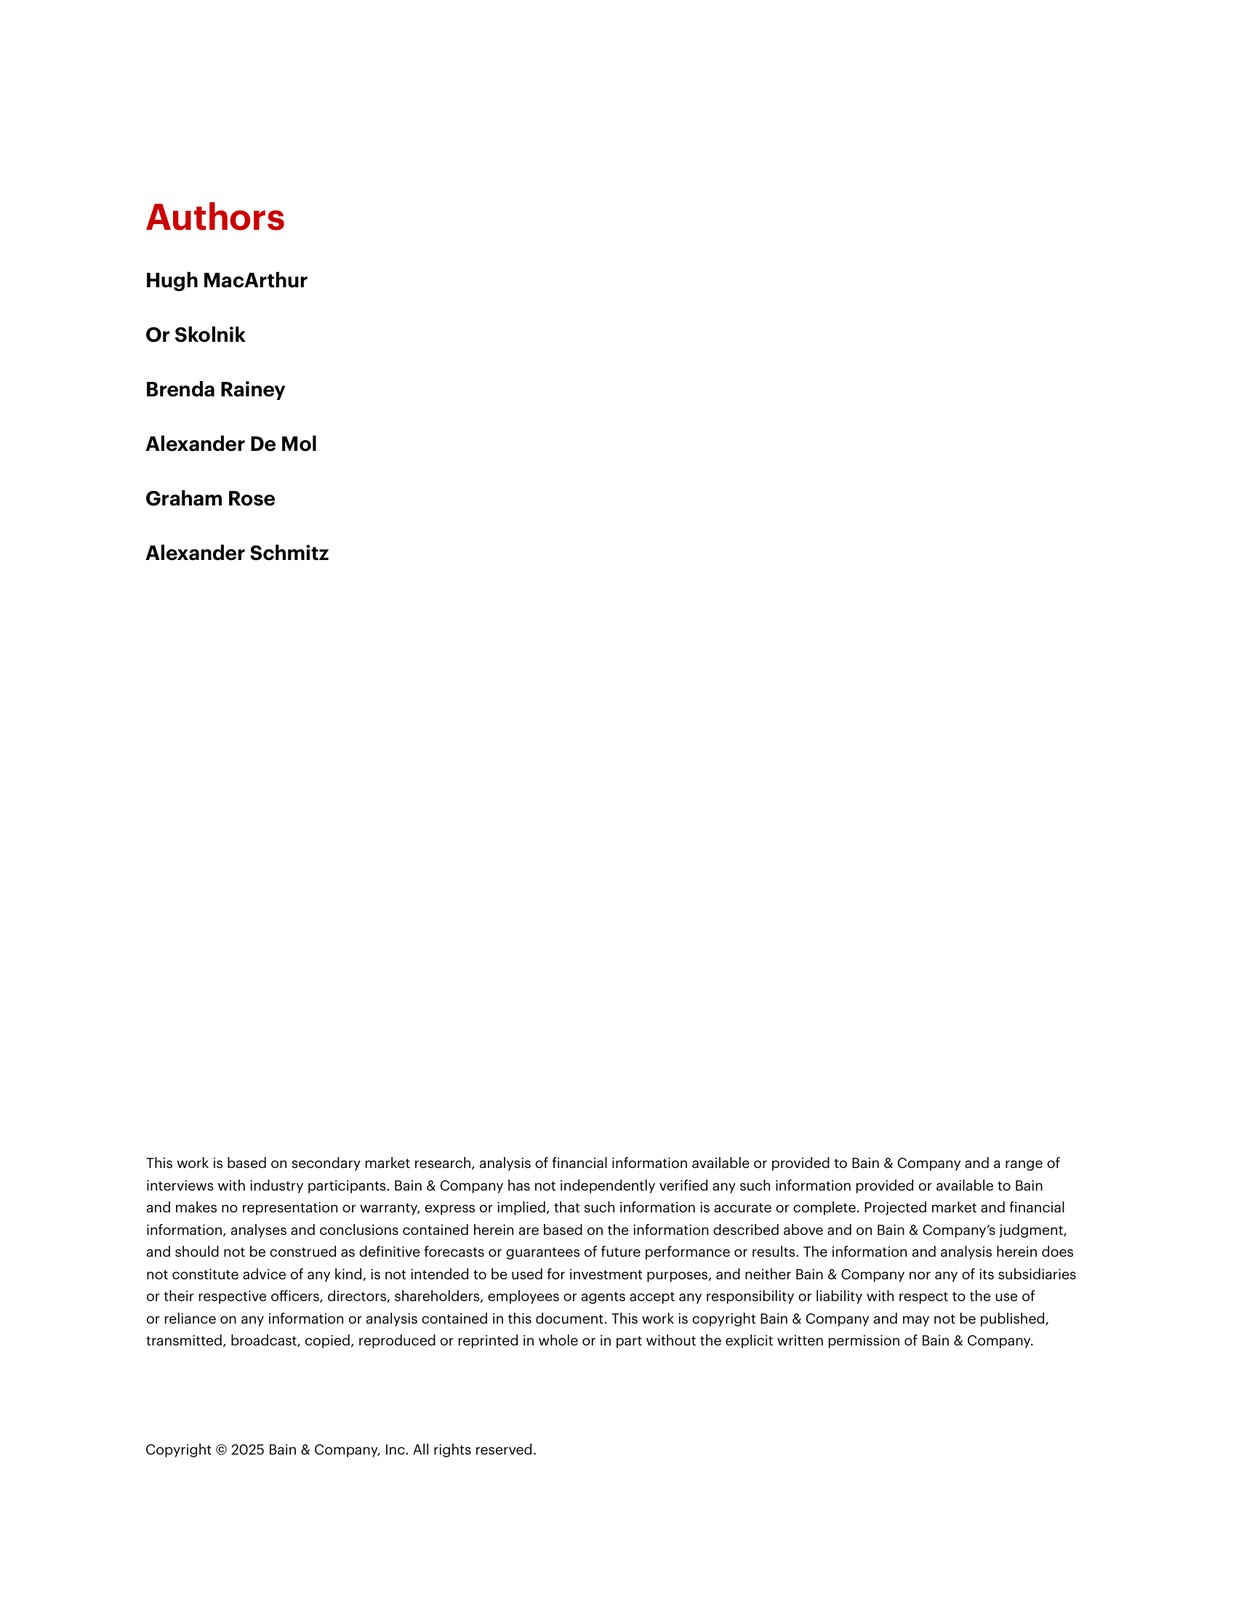 Authors
Hugh MacArthur
Or Skolnik
Brenda Rainey
Alexander De Mol
Graham Rose
Alexander Schmitz
This work is based on secondary market research, analysis of financial information available or provided to Bain & Company and a range of
interviews with industry participants. Bain & Company has not independently verified any such information provided or available to Bain
and makes no representation or warranty, express or implied, that such information is accurate or complete. Projected market and financial
information, analyses and conclusions contained herein are based on the information described above and on Bain & Company’s judgment,
and should not be construed as definitive forecasts or guarantees of future performance or results. The information and analysis herein does
not constitute advice of any kind, is not intended to be used for investment purposes, and neither Bain & Company nor any of its subsidiaries
or their respective officers, directors, shareholders, employees or agents accept any responsibility or liability with respect to the use of
or reliance on any information or analysis contained in this document. This work is copyright Bain & Company and may not be published,
transmitted, broadcast, copied, reproduced or reprinted in whole or in part without the explicit written permission of Bain & Company.
Copyright © 2025 Bain & Company, Inc. All rights reserved.